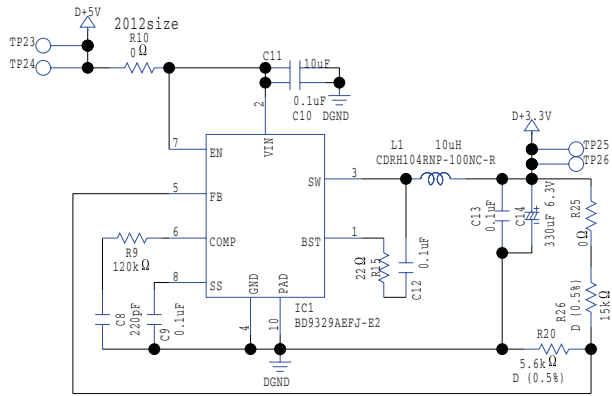 D+5V
2012size
TP23
TP24
R10
0Ω
C11
10uF
0.1uF
C10
DGND
2
VIN
7
EN
5
FB
6
COMP
8
SS
SW
3
BST
1
GND
PAD
4
10
IC1
BD9329AEFJ-E2
DGND
L1
10uH
CDRH104RNP-100NC-R
D+3.3V
TP25
TP26
R9
120kΩ
C8
220pF
C9
0.1uF
22Ω
R15
0.1uF
C12
C13
0.1uF
C14
330uF 6.3V
R25
0Ω
R26
D (0.5%)
15kΩ
R20
5.6kΩ
D (0.5%)